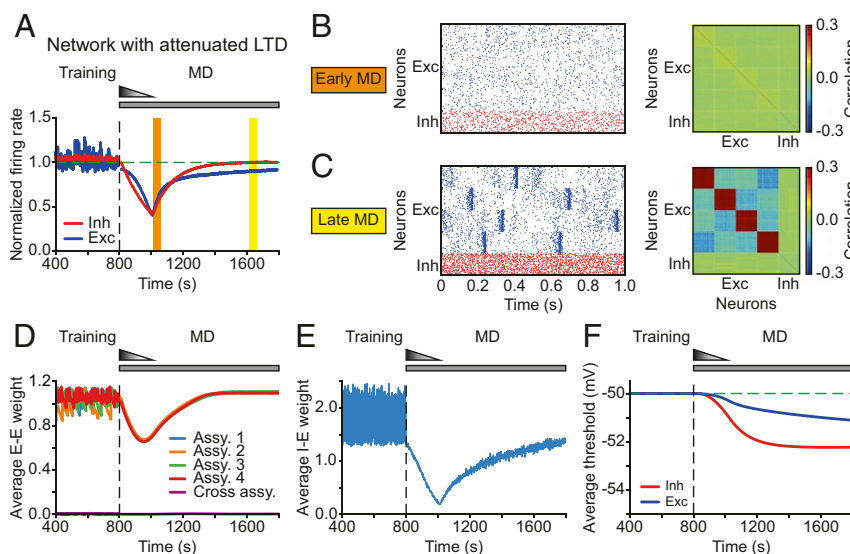 A
Network with attenuated LTD
Training
MD
Normalized firing rate
1.5
1.0
0.5
0.0
Inh
Exc
400 800 1200 1600
Time (s)
B
Early MD
Neurons
Exc
Inh
Exc
Inh
Neurons
Exc
Inh
0.3
0.0
-0.3
Correlation
C
Late MD
Neurons
Exc
Inh
0 0.2 0.4 0.6 0.8 1.0
Time (s)
Exc
Inh
Exc
Inh
Neurons
0.3
0.0
-0.3
Correlation
D
Training
MD
Average E-E weight
1.2
0.6
0.0
Assy. 1
Assy. 2
Assy. 3
Assy. 4
Cross assy.
400 800 1200 1600
Time (s)
E
Training
MD
Average I-E weight
2.0
1.0
0.0
400 800 1200 1600
Time (s)
F
Training
MD
Average threshold (mV)
-50
-52
-54
Inh
Exc
400 800 1200 1600
Time (s)